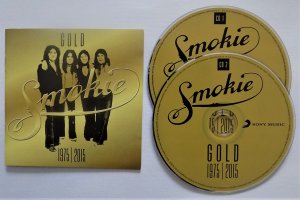 GOLD
Smokie
1975 | 2015
CD 1
Smokie
CD 2
Smokie
SONY MUSIC
GOLD
1975 | 2015